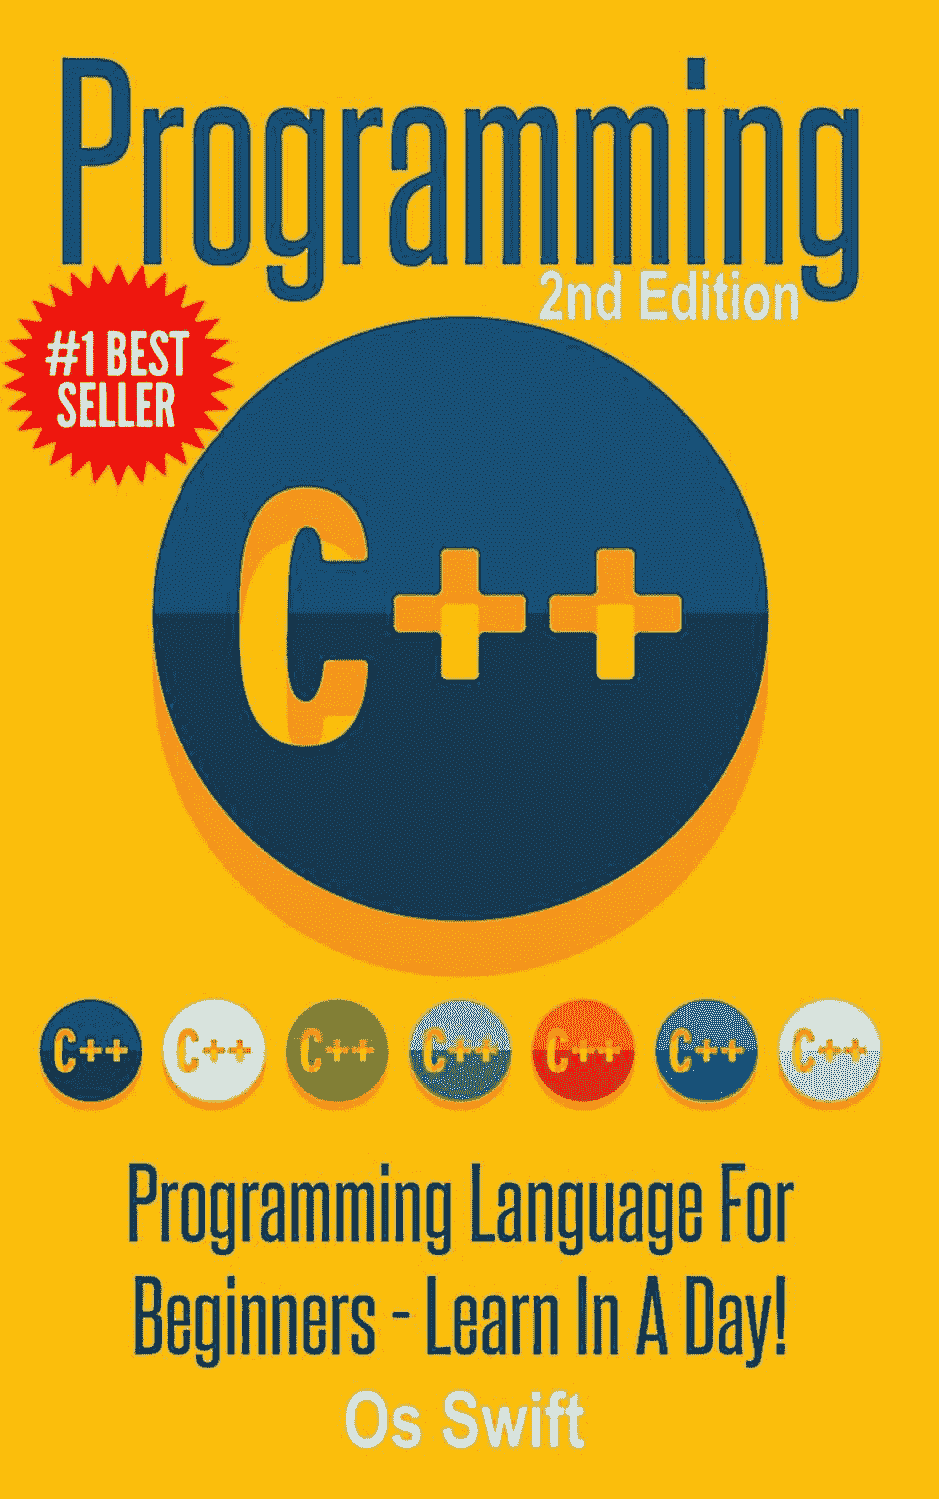 Programming
2nd Edition
#1 BEST
SELLER
C++
C++ C++ C++ C++ C++ C++ C++
Programming Language For
Beginners - Learn In A Day!
Os Swift